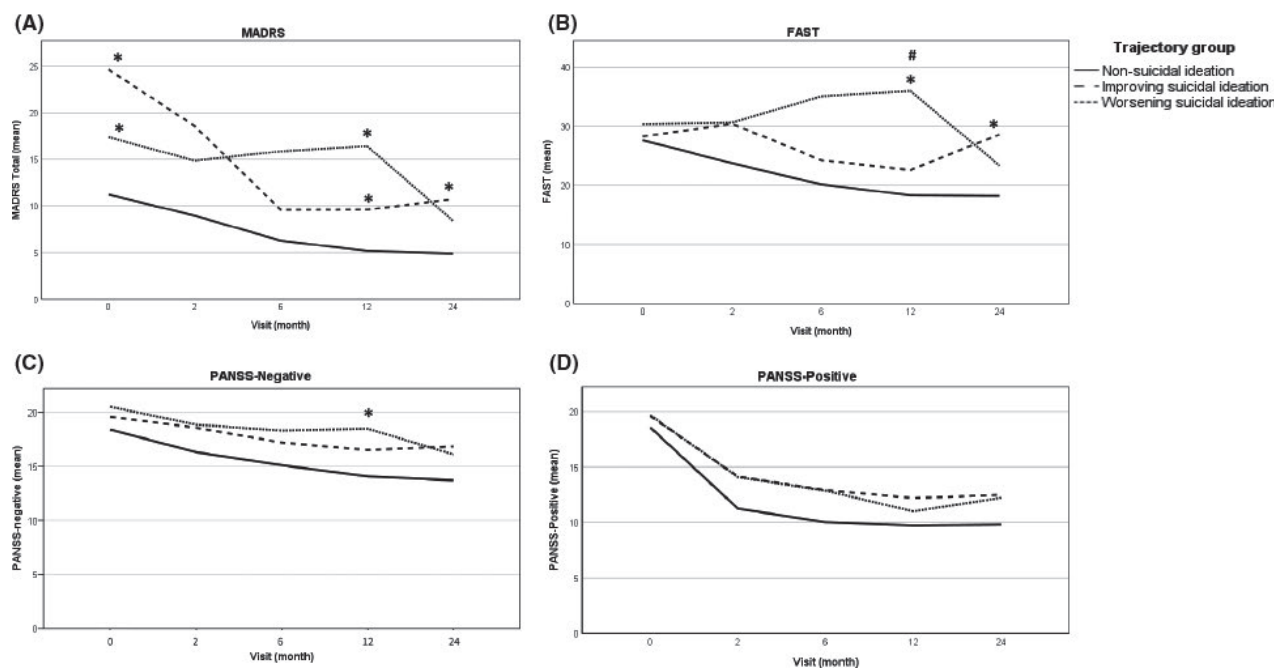 (A)
MADRS
MADRS Total (mean)
25
20
15
10
5
0
*
*
*
*
*
0 2 6 12 24
Visit (month)
(B)
FAST
FAST (mean)
40
30
20
10
0
#
*
*
0 2 6 12 24
Visit (month)
Trajectory group
Non-suicidal ideation
Improving suicidal ideation
Worsening suicidal ideation
(C)
PANSS-Negative
PANSS-negative (mean)
20
15
10
5
0
*
0 2 6 12 24
Visit (month)
(D)
PANSS-Positive
PANSS-Positive (mean)
20
15
10
5
0
0 2 6 12 24
Visit (month)